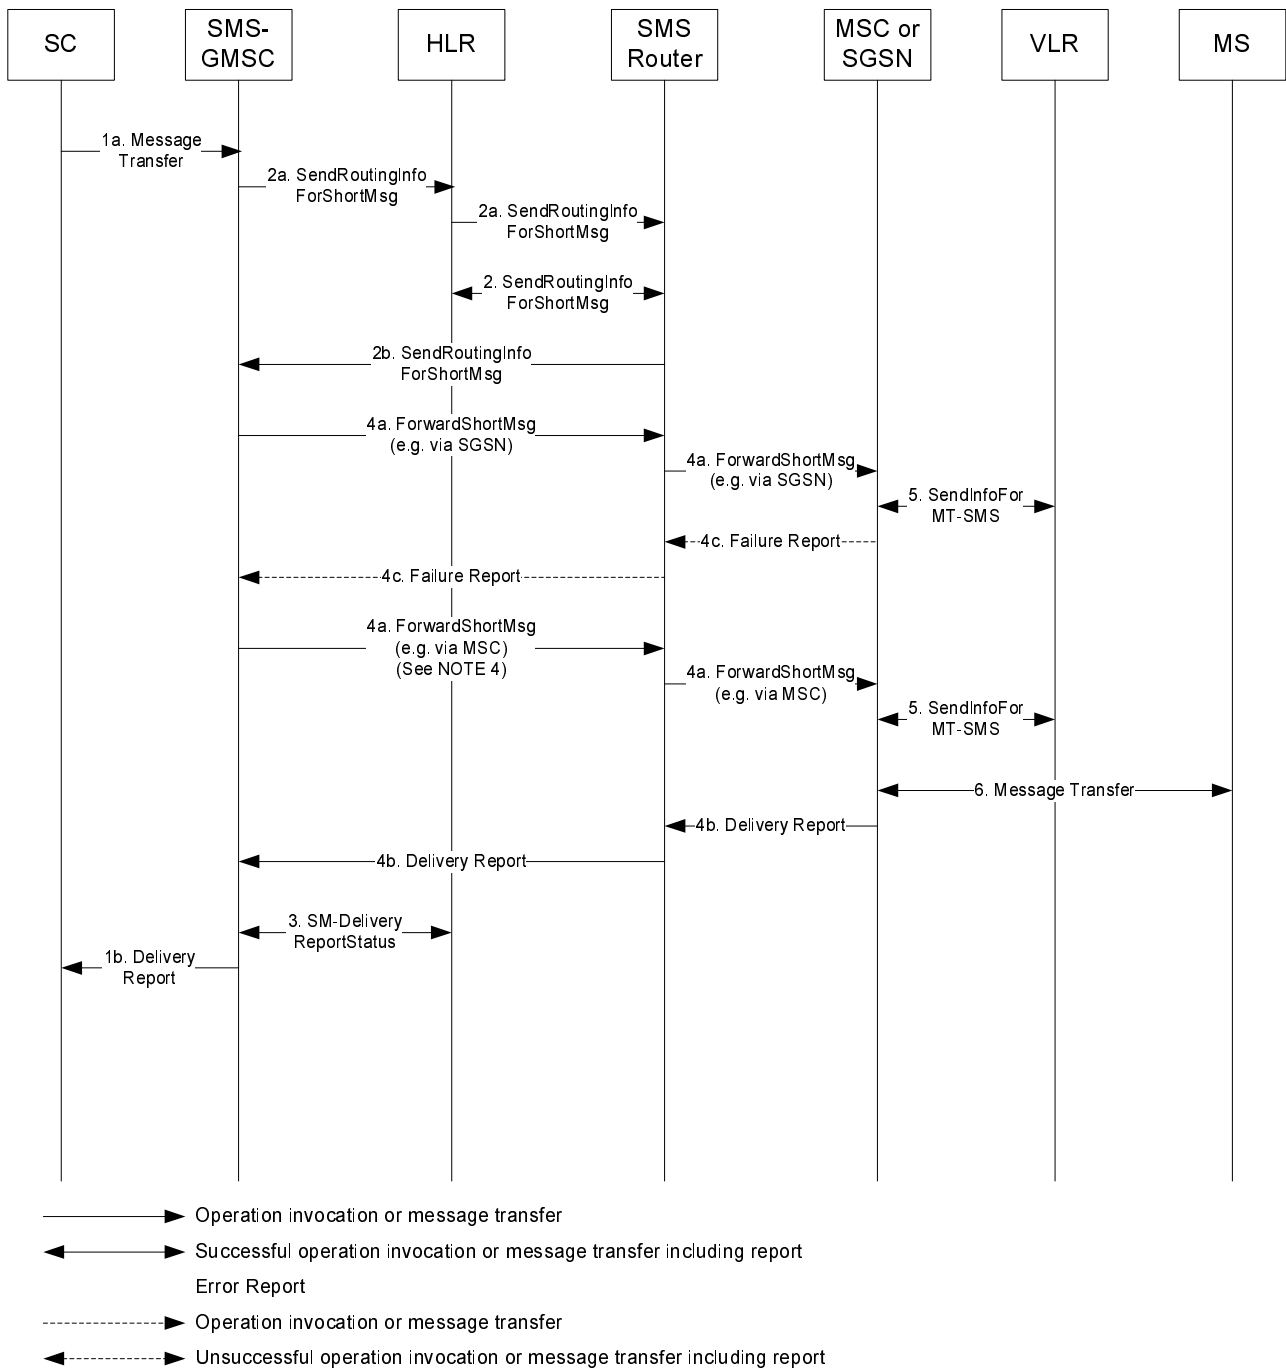 SC
SMS-
GMSC
HLR
SMS
Router
MSC or
SGSN
VLR
MS
1a. Message
Transfer
2a. SendRoutingInfo
ForShortMsg
2a. SendRoutingInfo
ForShortMsg
2. SendRoutingInfo
ForShortMsg
2b. SendRoutingInfo
ForShortMsg
4a. ForwardShortMsg
(e.g. via SGSN)
4a. ForwardShortMsg
(e.g. via SGSN)
5. SendInfoFor
MT-SMS
4c. Failure Report
4c. Failure Report
4a. ForwardShortMsg
(e.g. via MSC)
(See NOTE 4)
4a. ForwardShortMsg
(e.g. via MSC)
5. SendInfoFor
MT-SMS
6. Message Transfer
4b. Delivery Report
4b. Delivery Report
3. SM-Delivery
ReportStatus
1b. Delivery
Report
Operation invocation or message transfer
Successful operation invocation or message transfer including report
Error Report
Operation invocation or message transfer
Unsuccessful operation invocation or message transfer including report